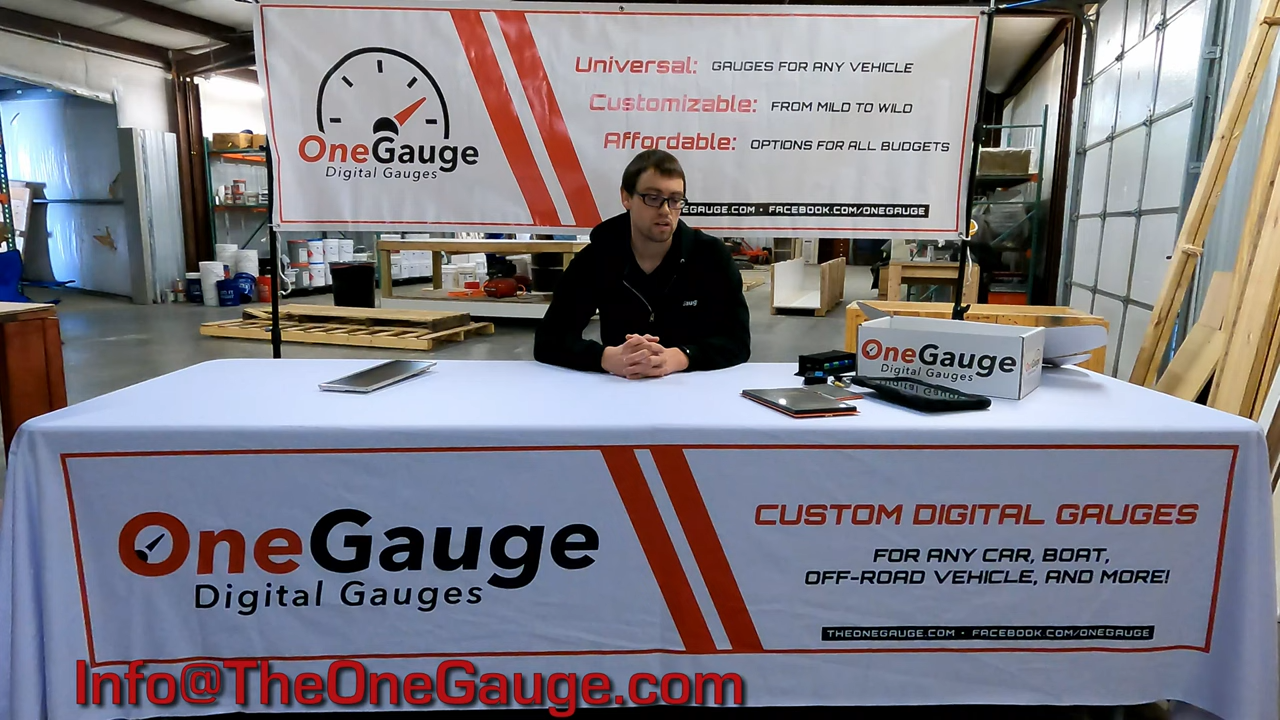 Universal: GAUGES FOR ANY VEHICLE
Customizable: FROM MILD TO WILD
Affordable: OPTIONS FOR ALL BUDGETS
OneGauge
Digital Gauges
EGAUGE.COM • FACEBOOK.COM/ONEGAUGE
OneGauge
Digital Gauges
OneGauge
Digital Gauges
CUSTOM DIGITAL GAUGES
FOR ANY CAR, BOAT,
OFF-ROAD VEHICLE, AND MORE!
THEONEGAUGE.COM • FACEBOOK.COM/ONEGAUGE
Info@TheOneGauge.com